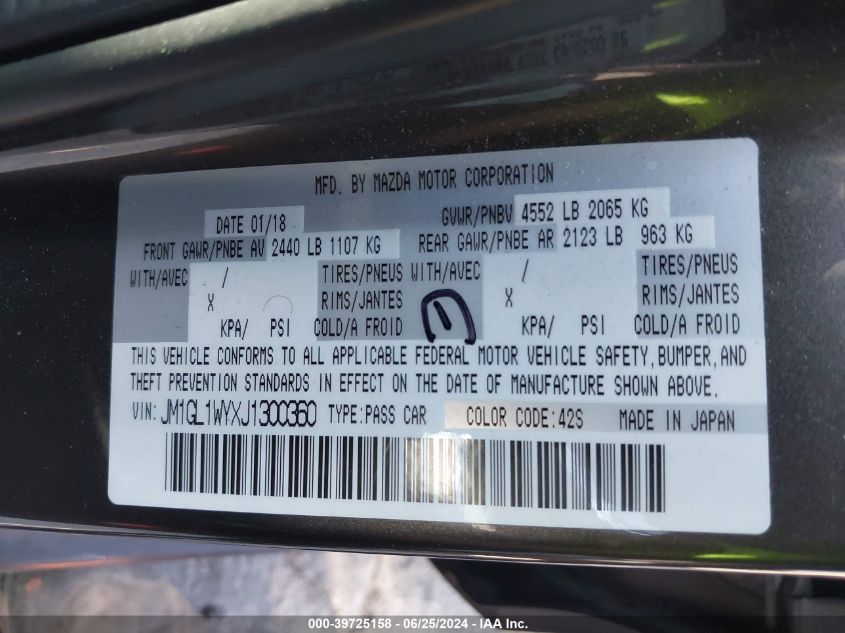 MFD. BY MAZDA MOTOR CORPORATION
DATE 01/18 GVWR/PNBV 4552 LB 2065 KG
FRONT GAWR/PNBE AV 2440 LB 1107 KG REAR GAWR/PNBE AR 2123 LB 963 KG
WITH/AVEC / TIRES/PNEUS WITH/AVEC / TIRES/PNEUS
X RIMS/JANTES X RIMS/JANTES
KPA/ PSI COLD/A FROID KPA/ PSI COLD/A FROID
THIS VEHICLE CONFORMS TO ALL APPLICABLE FEDERAL MOTOR VEHICLE SAFETY, BUMPER, AND
THEFT PREVENTION STANDARDS IN EFFECT ON THE DATE OF MANUFACTURE SHOWN ABOVE.
VIN: JM1GL1WYXJ1300360 TYPE:PASS CAR COLOR CODE:42S MADE IN JAPAN
000-39725158 - 06/25/2024 - IAA Inc.